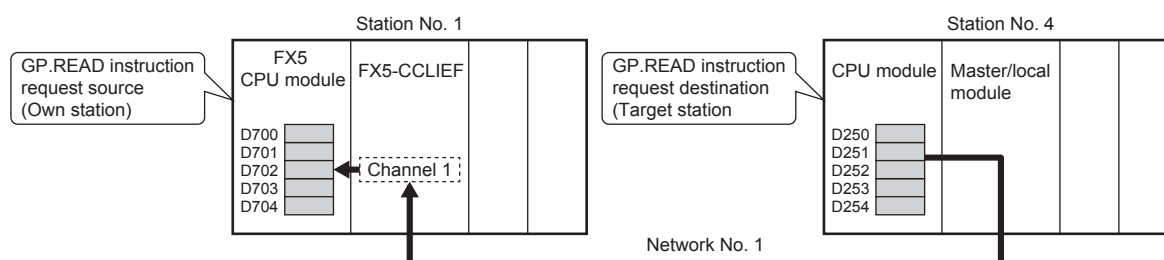 Station No. 1
GP.READ instruction
request source
(Own station)
FX5
CPU module
FX5-CCLIEF
D700
D701
D702
D703
D704
Channel 1
Station No. 4
GP.READ instruction
request destination
(Target station
CPU module
Master/local
module
D250
D251
D252
D253
D254
Network No. 1